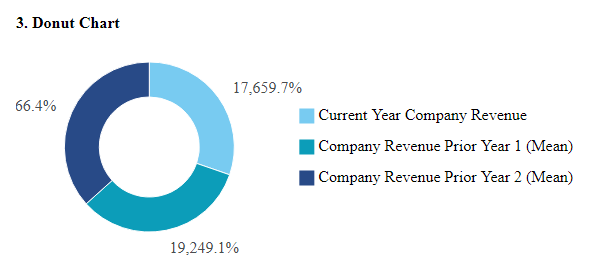 3. Donut Chart
17,659.7%
66.4%
Current Year Company Revenue
Company Revenue Prior Year 1 (Mean)
Company Revenue Prior Year 2 (Mean)
19,249.1%